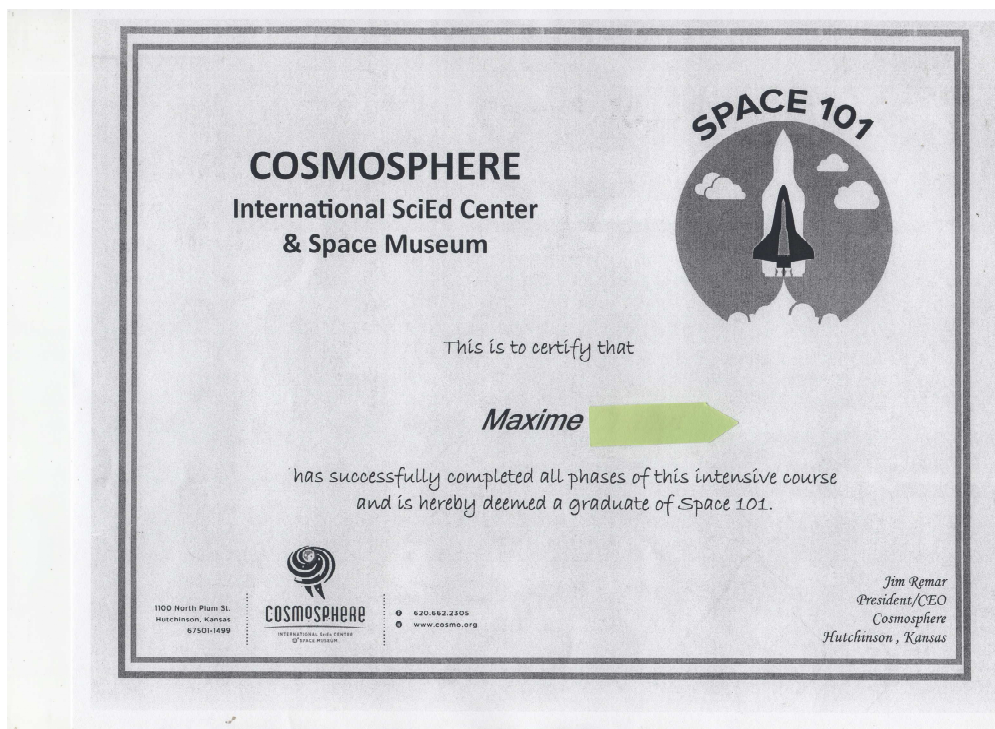 SPACE 101
COSMOSPHERE
International SciEd Center
& Space Museum
This is to certify that
Maxime
has successfully completed all phases of this intensive course
and is hereby deemed a graduate of Space 101.
1100 North Plum St.
Hutchinson, Kansas
67501-1499
COSMOSPHERE
INTERNATIONAL SciEd CENTER
& SPACE MUSEUM
620.662.2305
www.cosmo.org
Jim Remar
President/CEO
Cosmosphere
Hutchinson , Kansas